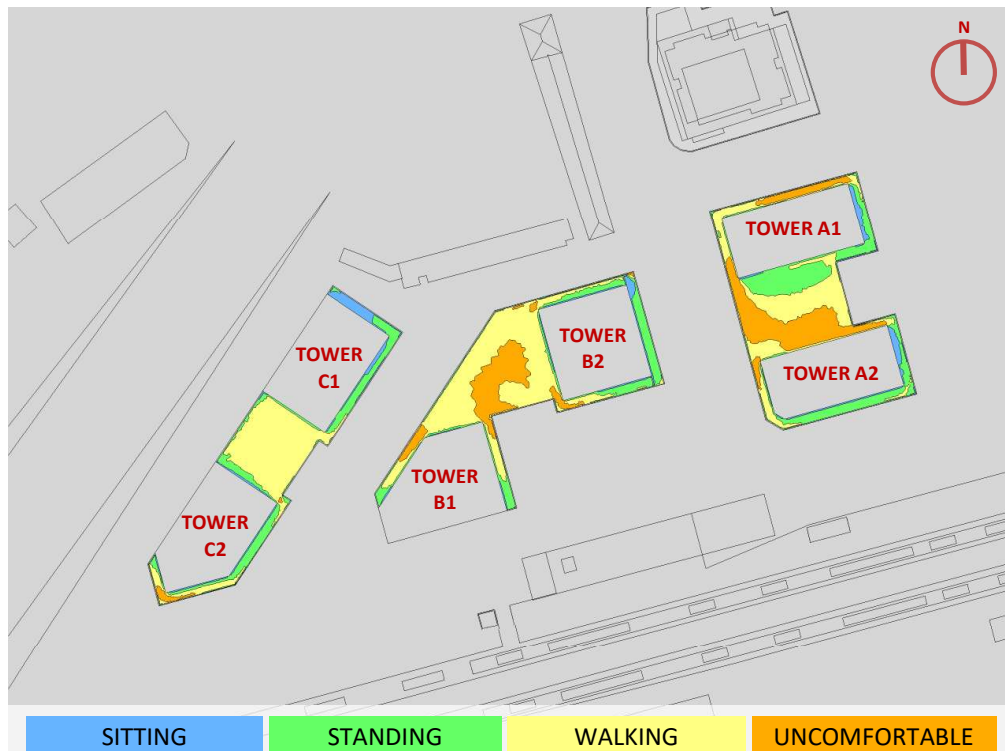 N
TOWER A1
TOWER
C1
TOWER
B2
TOWER A2
TOWER
B1
TOWER
C2
SITTING
STANDING
WALKING
UNCOMFORTABLE